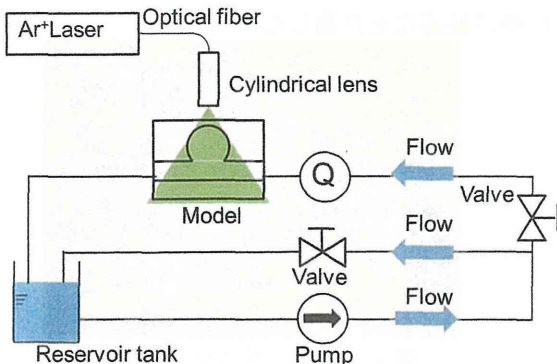 Optical fiber
Ar⁺Laser
Cylindrical lens
Flow
Q
Valve
Model
Flow
Valve
Flow
Reservoir tank
Pump